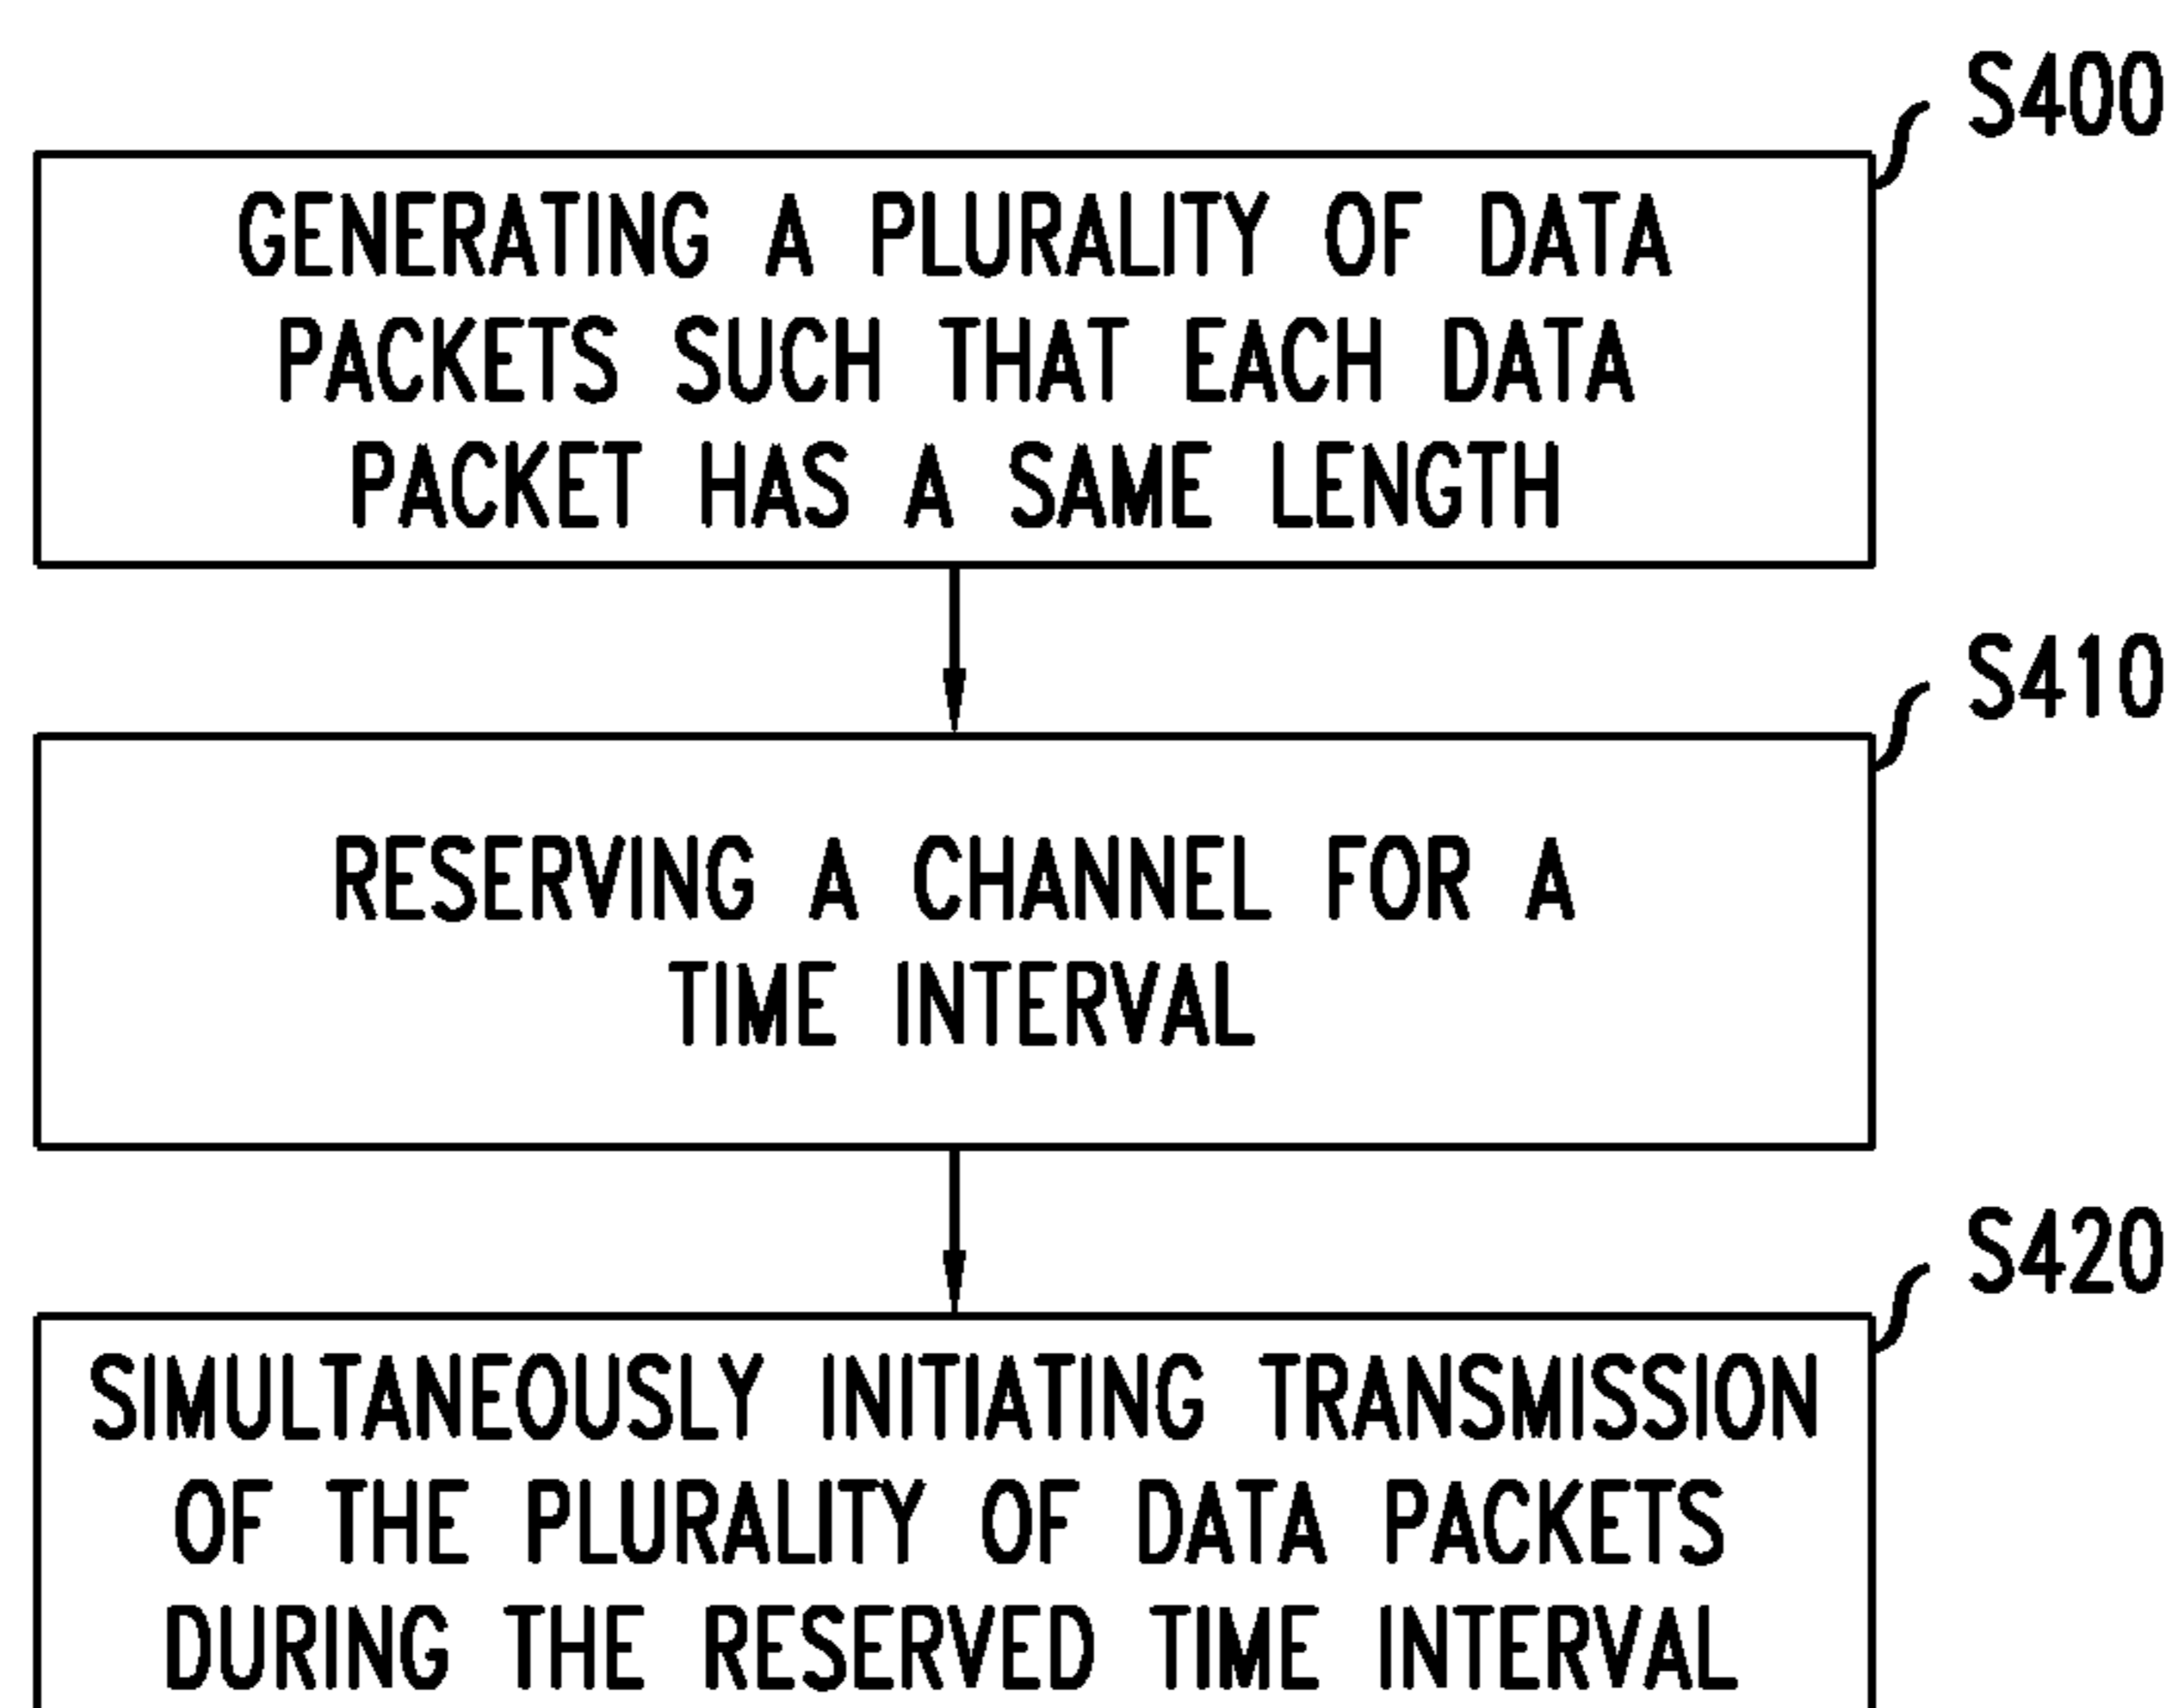 S400
GENERATING A PLURALITY OF DATA
PACKETS SUCH THAT EACH DATA
PACKET HAS A SAME LENGTH
S410
RESERVING A CHANNEL FOR A
TIME INTERVAL
S420
SIMULTANEOUSLY INITIATING TRANSMISSION
OF THE PLURALITY OF DATA PACKETS
DURING THE RESERVED TIME INTERVAL